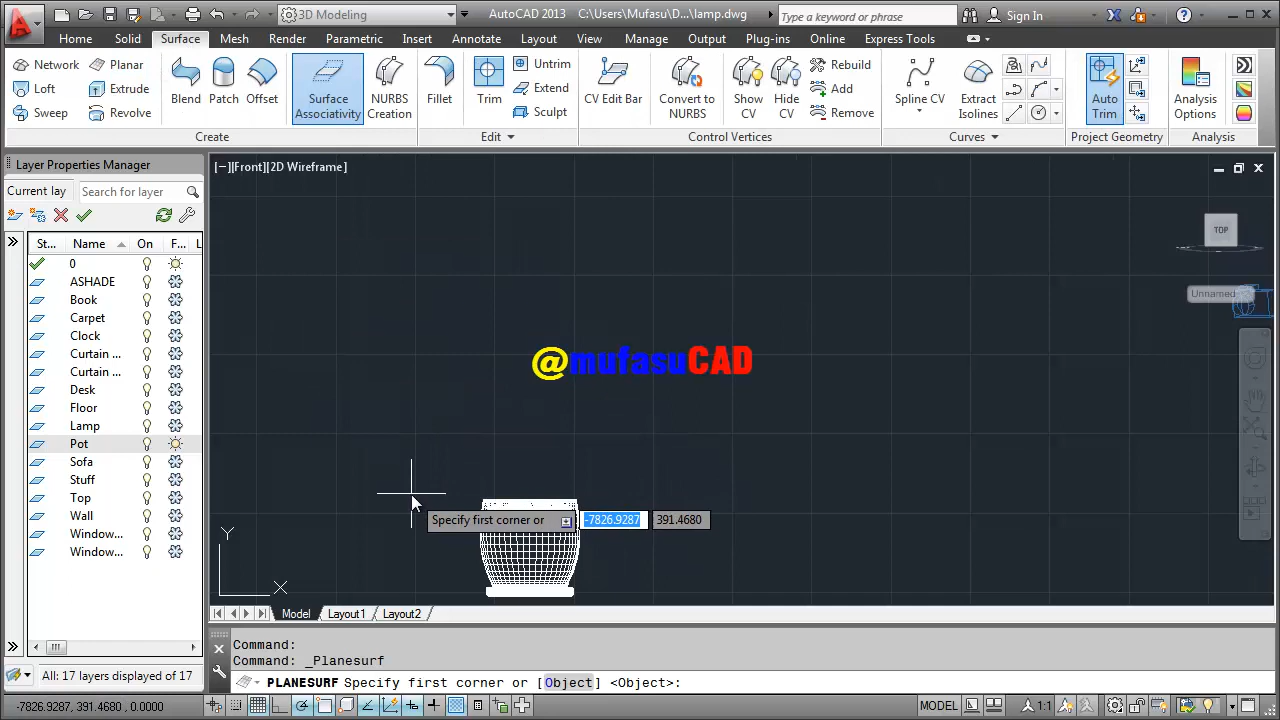 3D Modeling
AutoCAD 2013 C:\Users\Mufasu\D...\lamp.dwg
Type a keyword or phrase
Sign In
Home Solid Surface Mesh Render Parametric Insert Annotate Layout View Manage Output Plug-ins Online Express Tools
Network Planar
Loft Extrude
Sweep Revolve
Blend Patch Offset
Surface Associativity
NURBS Creation
Fillet
Trim
Untrim
Extend
Sculpt
CV Edit Bar
Convert to NURBS
Show CV
Hide CV
Rebuild
Add
Remove
Spline CV
Extract Isolines
Auto Trim
Analysis Options
Create
Edit
Control Vertices
Curves
Project Geometry
Analysis
Layer Properties Manager
Current lay
Search for layer
St... Name On F... L
0
ASHADE
Book
Carpet
Clock
Curtain ...
Curtain ...
Desk
Floor
Lamp
Pot
Sofa
Stuff
Top
Wall
Window...
Window...
All: 17 layers displayed of 17
[−][Front][2D Wireframe]
TOP
Unnamed
@mufasuCAD
Specify first corner or
-7826.9287
391.4680
Y
X
Model Layout1 Layout2
Command:
Command: _Planesurf
PLANESURF Specify first corner or [Object] <Object>:
-7826.9287, 391.4680, 0.0000
MODEL
1:1